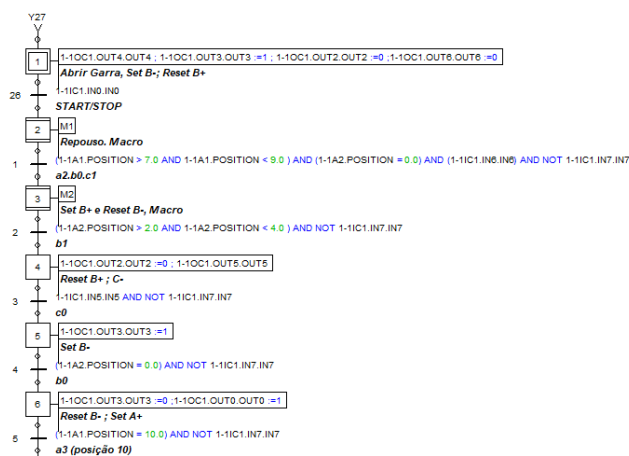 Y27
1
1-1OC1.OUT4.OUT4 ; 1-1OC1.OUT3.OUT3 :=1 ; 1-1OC1.OUT2.OUT2 :=0 ;1-1OC1.OUT6.OUT6 :=0
Abrir Garra, Set B-; Reset B+
26
1-1IC1.IN0.IN0
START/STOP
2
M1
Repouso. Macro
1
(1-1A1.POSITION > 7.0 AND 1-1A1.POSITION < 9.0 ) AND (1-1A2.POSITION = 0.0) AND (1-1IC1.IN6.IN6) AND NOT 1-1IC1.IN7.IN7
a2.b0.c1
3
M2
Set B+ e Reset B-, Macro
2
(1-1A2.POSITION > 2.0 AND 1-1A2.POSITION < 4.0 ) AND NOT 1-1IC1.IN7.IN7
b1
4
1-1OC1.OUT2.OUT2 :=0 ; 1-1OC1.OUT5.OUT5
Reset B+ ; C-
3
1-1IC1.IN5.IN5 AND NOT 1-1IC1.IN7.IN7
c0
5
1-1OC1.OUT3.OUT3 :=1
Set B-
4
(1-1A2.POSITION = 0.0) AND NOT 1-1IC1.IN7.IN7
b0
6
1-1OC1.OUT3.OUT3 :=0 ;1-1OC1.OUT0.OUT0 :=1
Reset B- ; Set A+
5
(1-1A1.POSITION = 10.0) AND NOT 1-1IC1.IN7.IN7
a3 (posição 10)